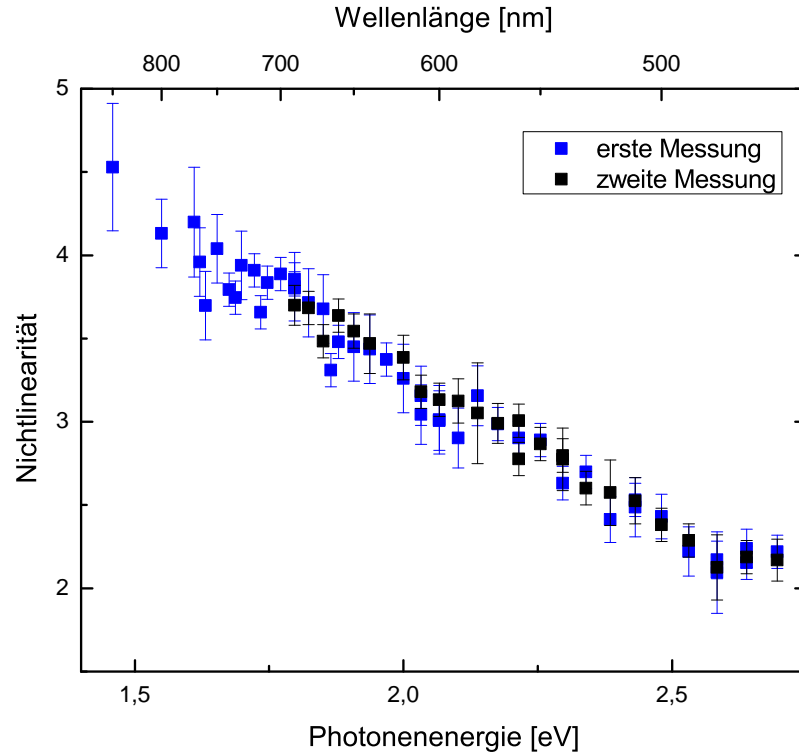 Wellenlänge [nm]
800 700 600 500
5
4
3
2
Nichtlinearität
erste Messung
zweite Messung
1,5 2,0 2,5
Photonenenergie [eV]